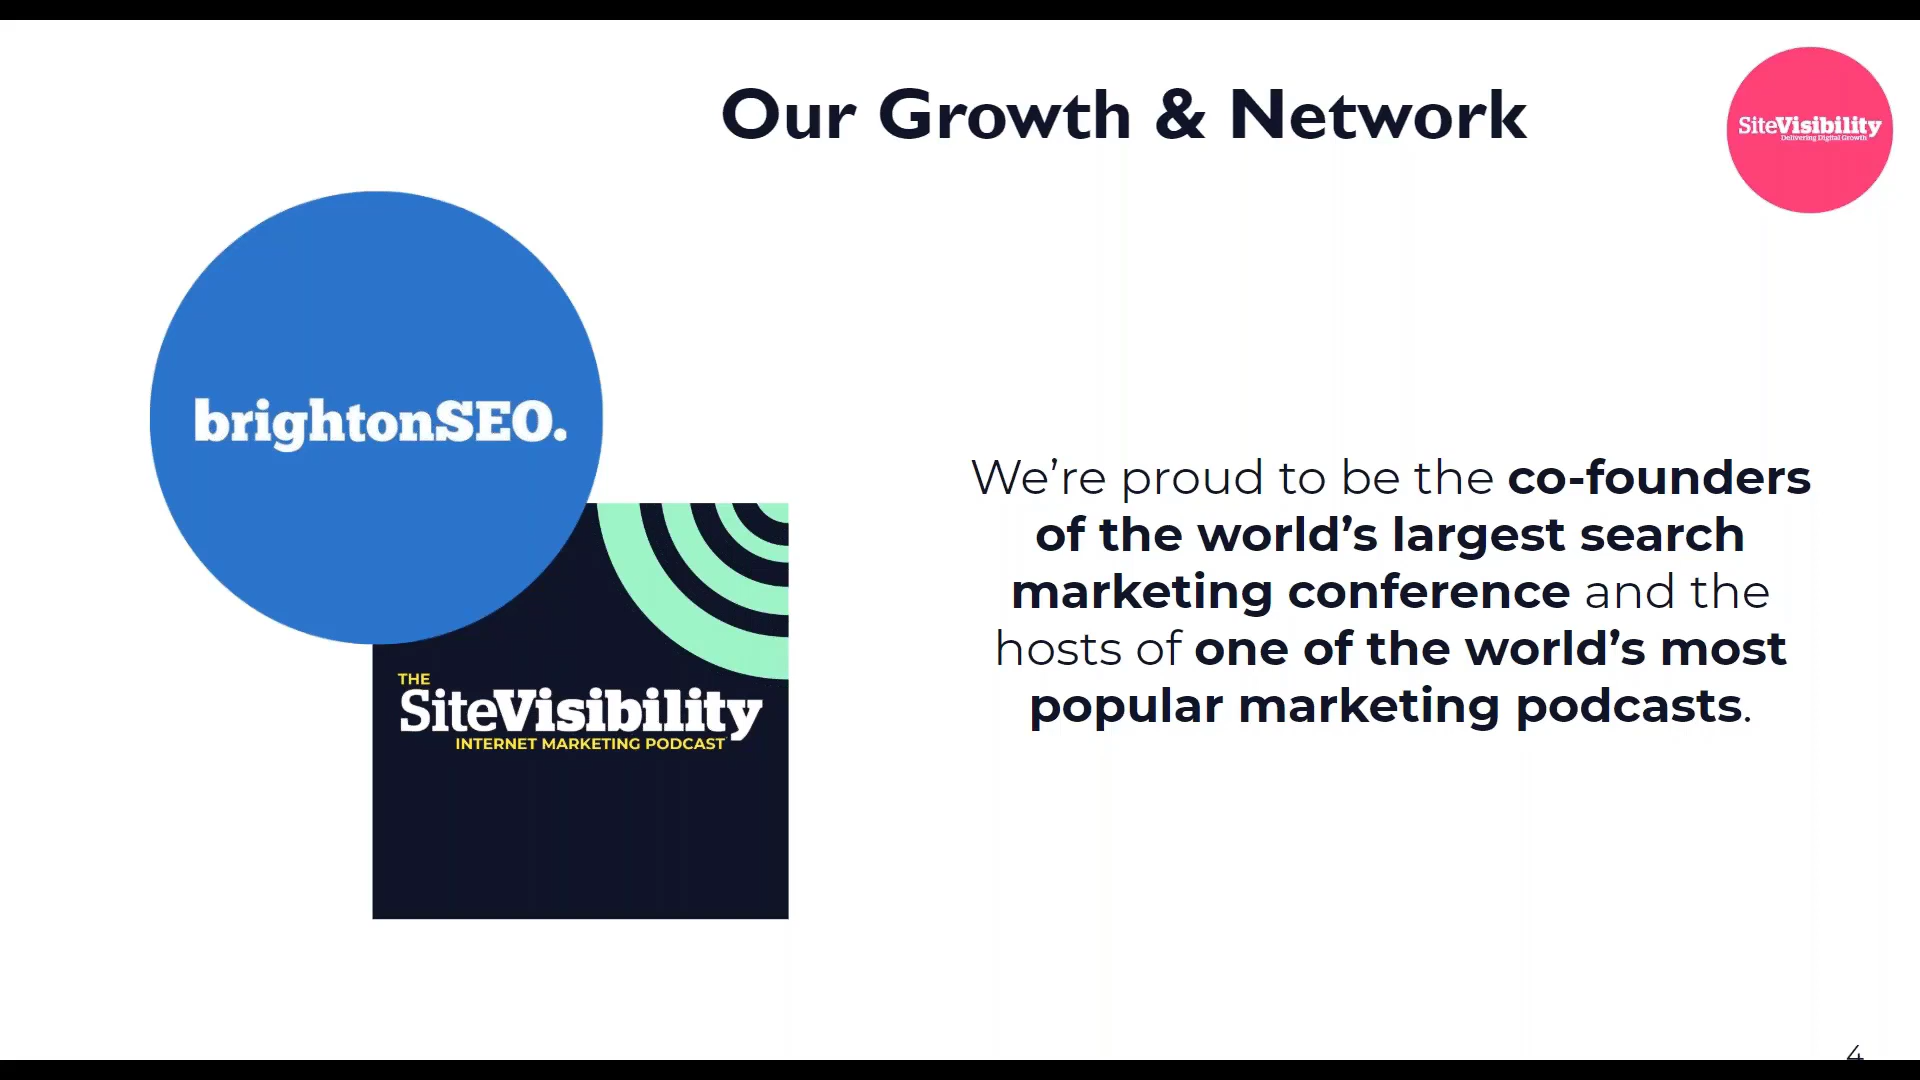 Our Growth & Network
SiteVisibility
Delivering Digital Growth
brightonSEO.
THE
SiteVisibility
INTERNET MARKETING PODCAST
We’re proud to be the co-founders
of the world’s largest search
marketing conference and the
hosts of one of the world’s most
popular marketing podcasts.
4